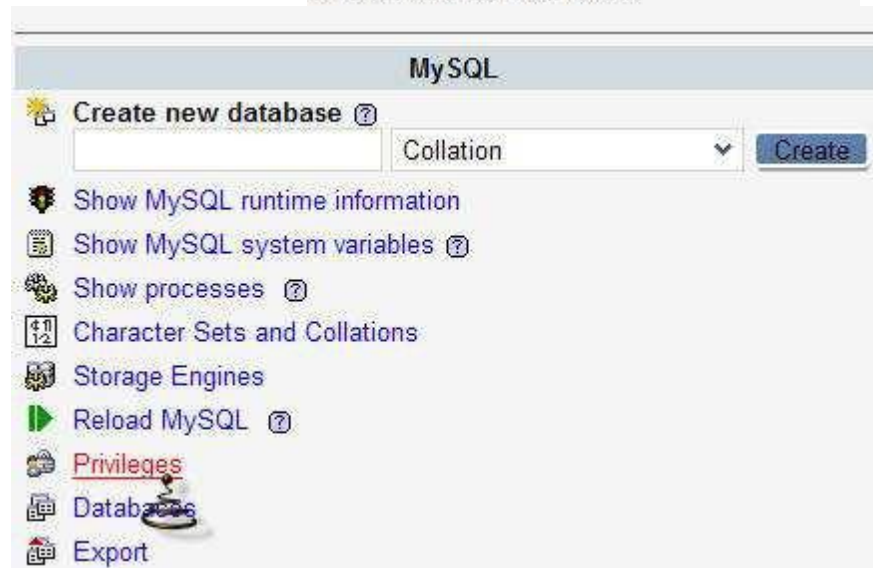 MySQL
Create new database
Collation Create
Show MySQL runtime information
Show MySQL system variables
Show processes
Character Sets and Collations
Storage Engines
Reload MySQL
Privileges
Databases
Export